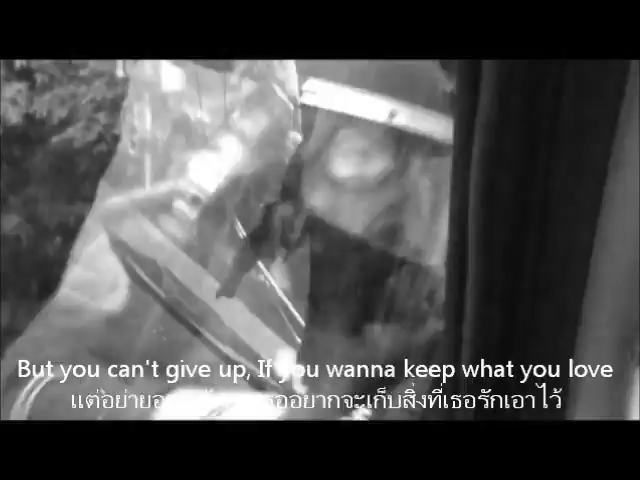 But you can't give up, If you wanna keep what you love
แต่อย่ายอ อยากจะเก็บสิ่งที่เธอรักเอาไว้